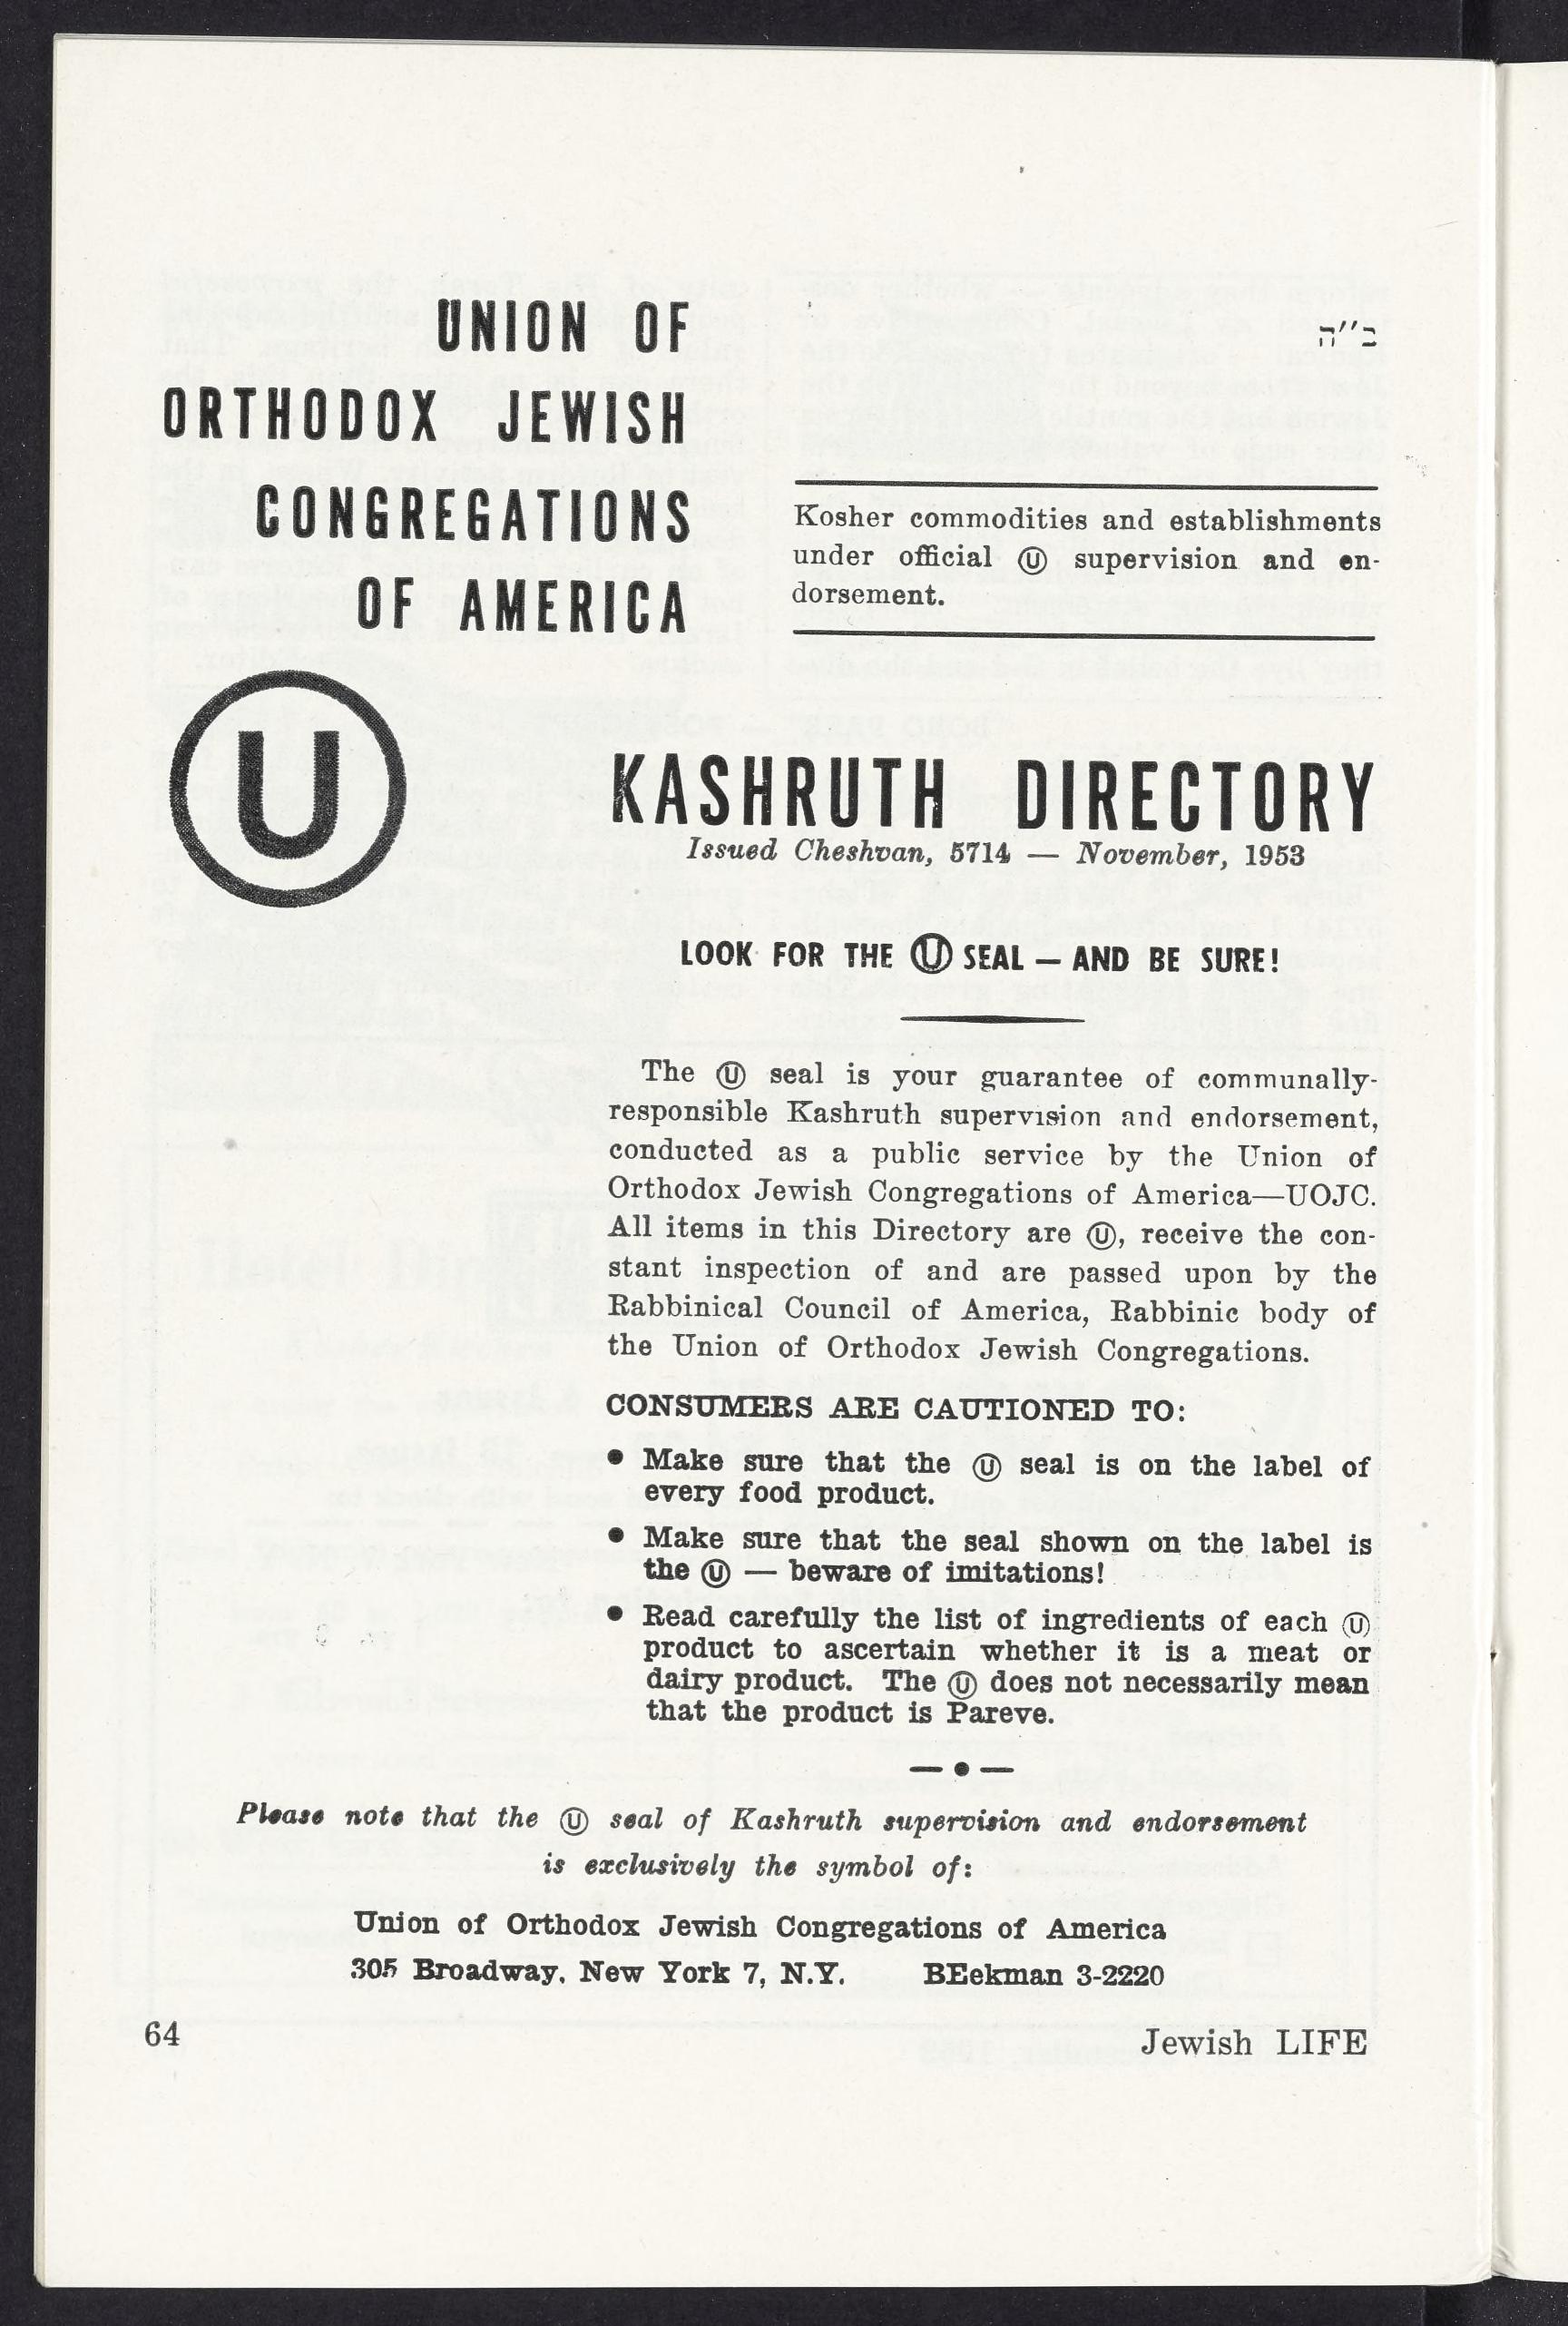 UNION OF
ORTHODOX JEWISH
CONGREGATIONS
OF AMERICA
ב״ה
Kosher commodities and establishments
under official Ⓤ supervision and en-
dorsement.
U
KASHRUTH DIRECTORY
Issued Cheshvan, 5714 — November, 1953
LOOK FOR THE Ⓤ SEAL — AND BE SURE!
The Ⓤ seal is your guarantee of communally-
responsible Kashruth supervision and endorsement,
conducted as a public service by the Union of
Orthodox Jewish Congregations of America—UOJC.
All items in this Directory are Ⓤ, receive the con-
stant inspection of and are passed upon by the
Rabbinical Council of America, Rabbinic body of
the Union of Orthodox Jewish Congregations.
CONSUMERS ARE CAUTIONED TO:
• Make sure that the Ⓤ seal is on the label of
every food product.
• Make sure that the seal shown on the label is
the Ⓤ — beware of imitations!
• Read carefully the list of ingredients of each Ⓤ
product to ascertain whether it is a meat or
dairy product. The Ⓤ does not necessarily mean
that the product is Pareve.
Please note that the Ⓤ seal of Kashruth supervision and endorsement
is exclusively the symbol of:
Union of Orthodox Jewish Congregations of America
305 Broadway, New York 7, N.Y. BEekman 3-2220
64
Jewish LIFE